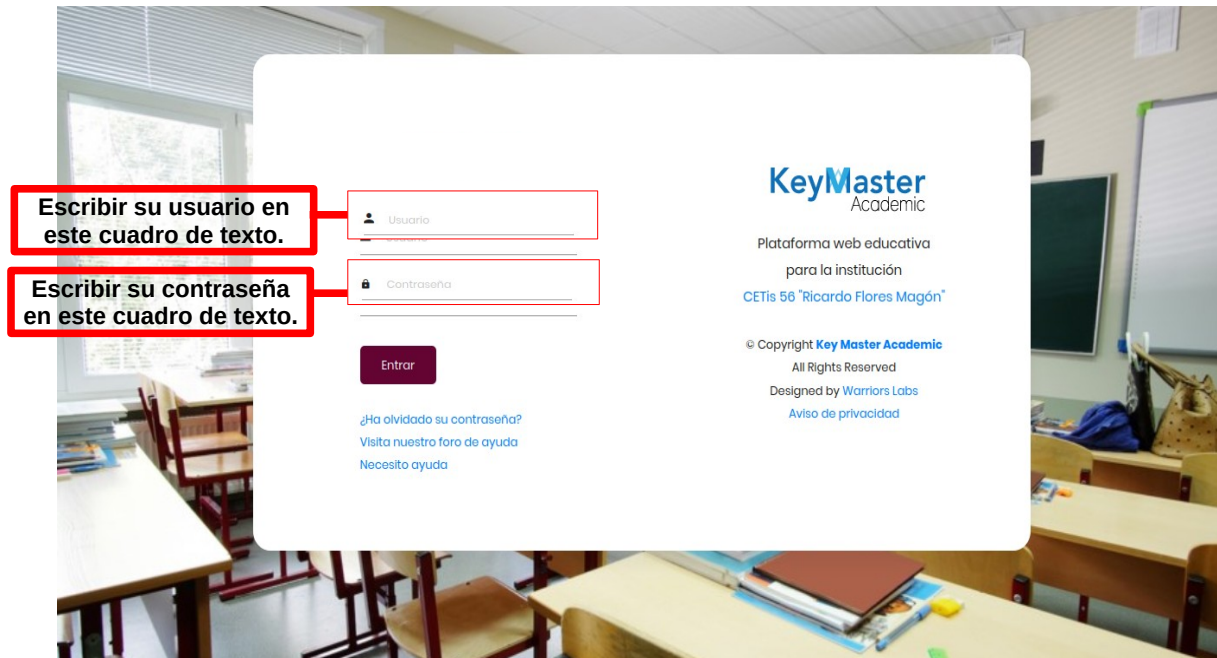 Escribir su usuario en
este cuadro de texto.
Escribir su contraseña
en este cuadro de texto.
Usuario
Contraseña
Entrar
¿Ha olvidado su contraseña?
Visita nuestro foro de ayuda
Necesito ayuda
KeyMaster
Academic
Plataforma web educativa
para la institución
CETis 56 "Ricardo Flores Magón"
© Copyright Key Master Academic
All Rights Reserved
Designed by Warriors Labs
Aviso de privacidad